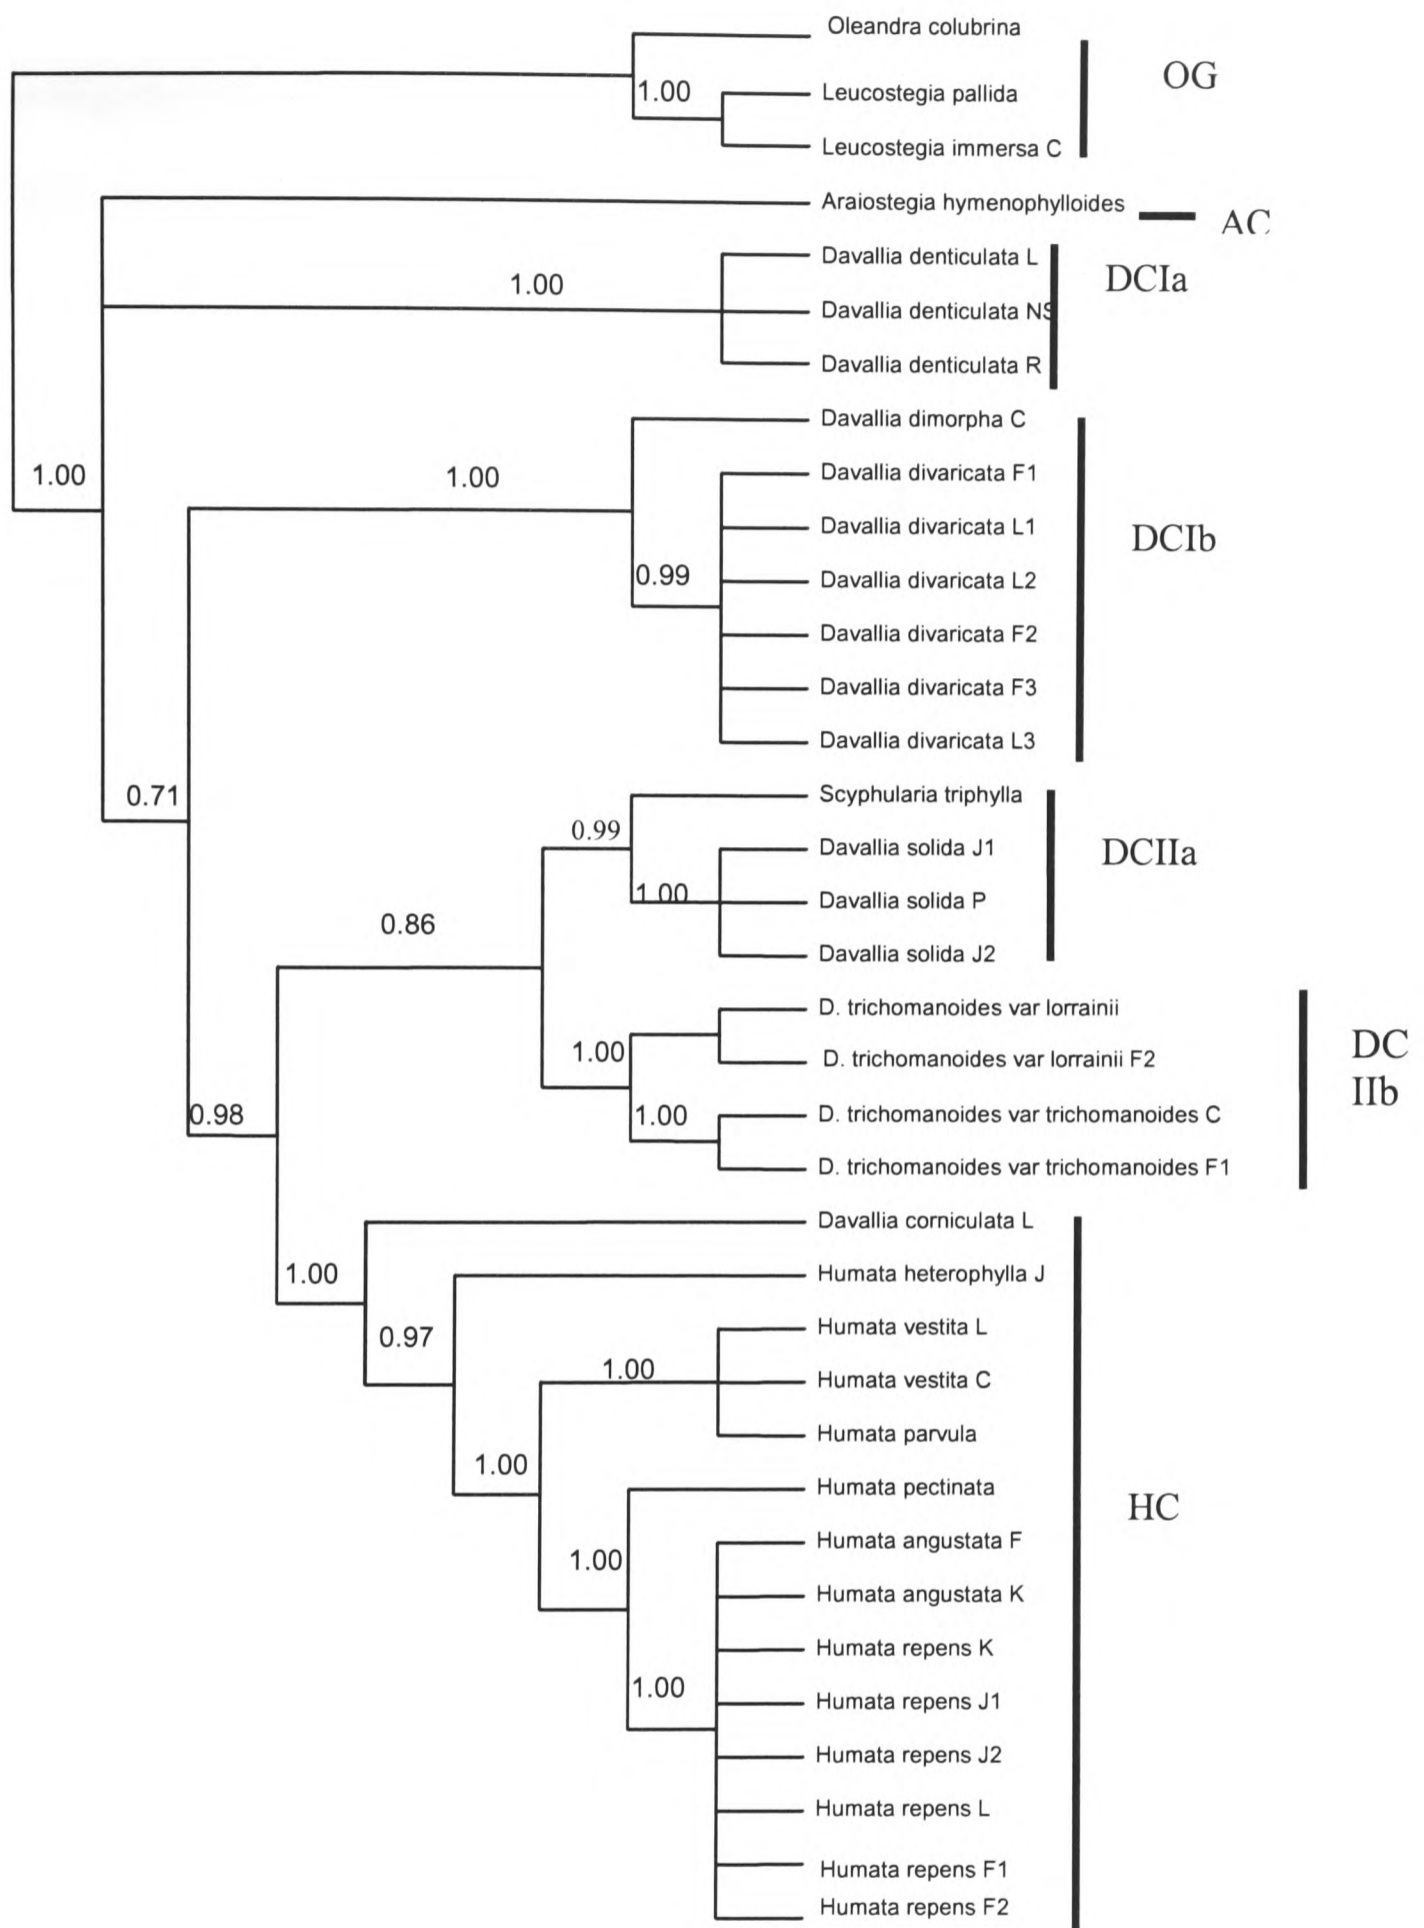 Oleandra colubrina
OG
1.00
Leucostegia pallida
Leucostegia immersa C
Araiostegia hymenophylloides
AC
Davallia denticulata L
DCIa
1.00
Davallia denticulata NS
Davallia denticulata R
Davallia dimorpha C
1.00
1.00
Davallia divaricata F1
Davallia divaricata L1
DCIb
0.99
Davallia divaricata L2
Davallia divaricata F2
Davallia divaricata F3
Davallia divaricata L3
0.71
Scyphularia triphylla
0.99
Davallia solida J1
DCIIa
1.00
Davallia solida P
0.86
Davallia solida J2
D. trichomanoides var lorrainii
DC
IIb
1.00
D. trichomanoides var lorrainii F2
0.98
1.00
D. trichomanoides var trichomanoides C
D. trichomanoides var trichomanoides F1
Davallia corniculata L
1.00
Humata heterophylla J
0.97
Humata vestita L
1.00
Humata vestita C
Humata parvula
1.00
Humata pectinata
HC
1.00
Humata angustata F
Humata angustata K
Humata repens K
1.00
Humata repens J1
Humata repens J2
Humata repens L
Humata repens F1
Humata repens F2